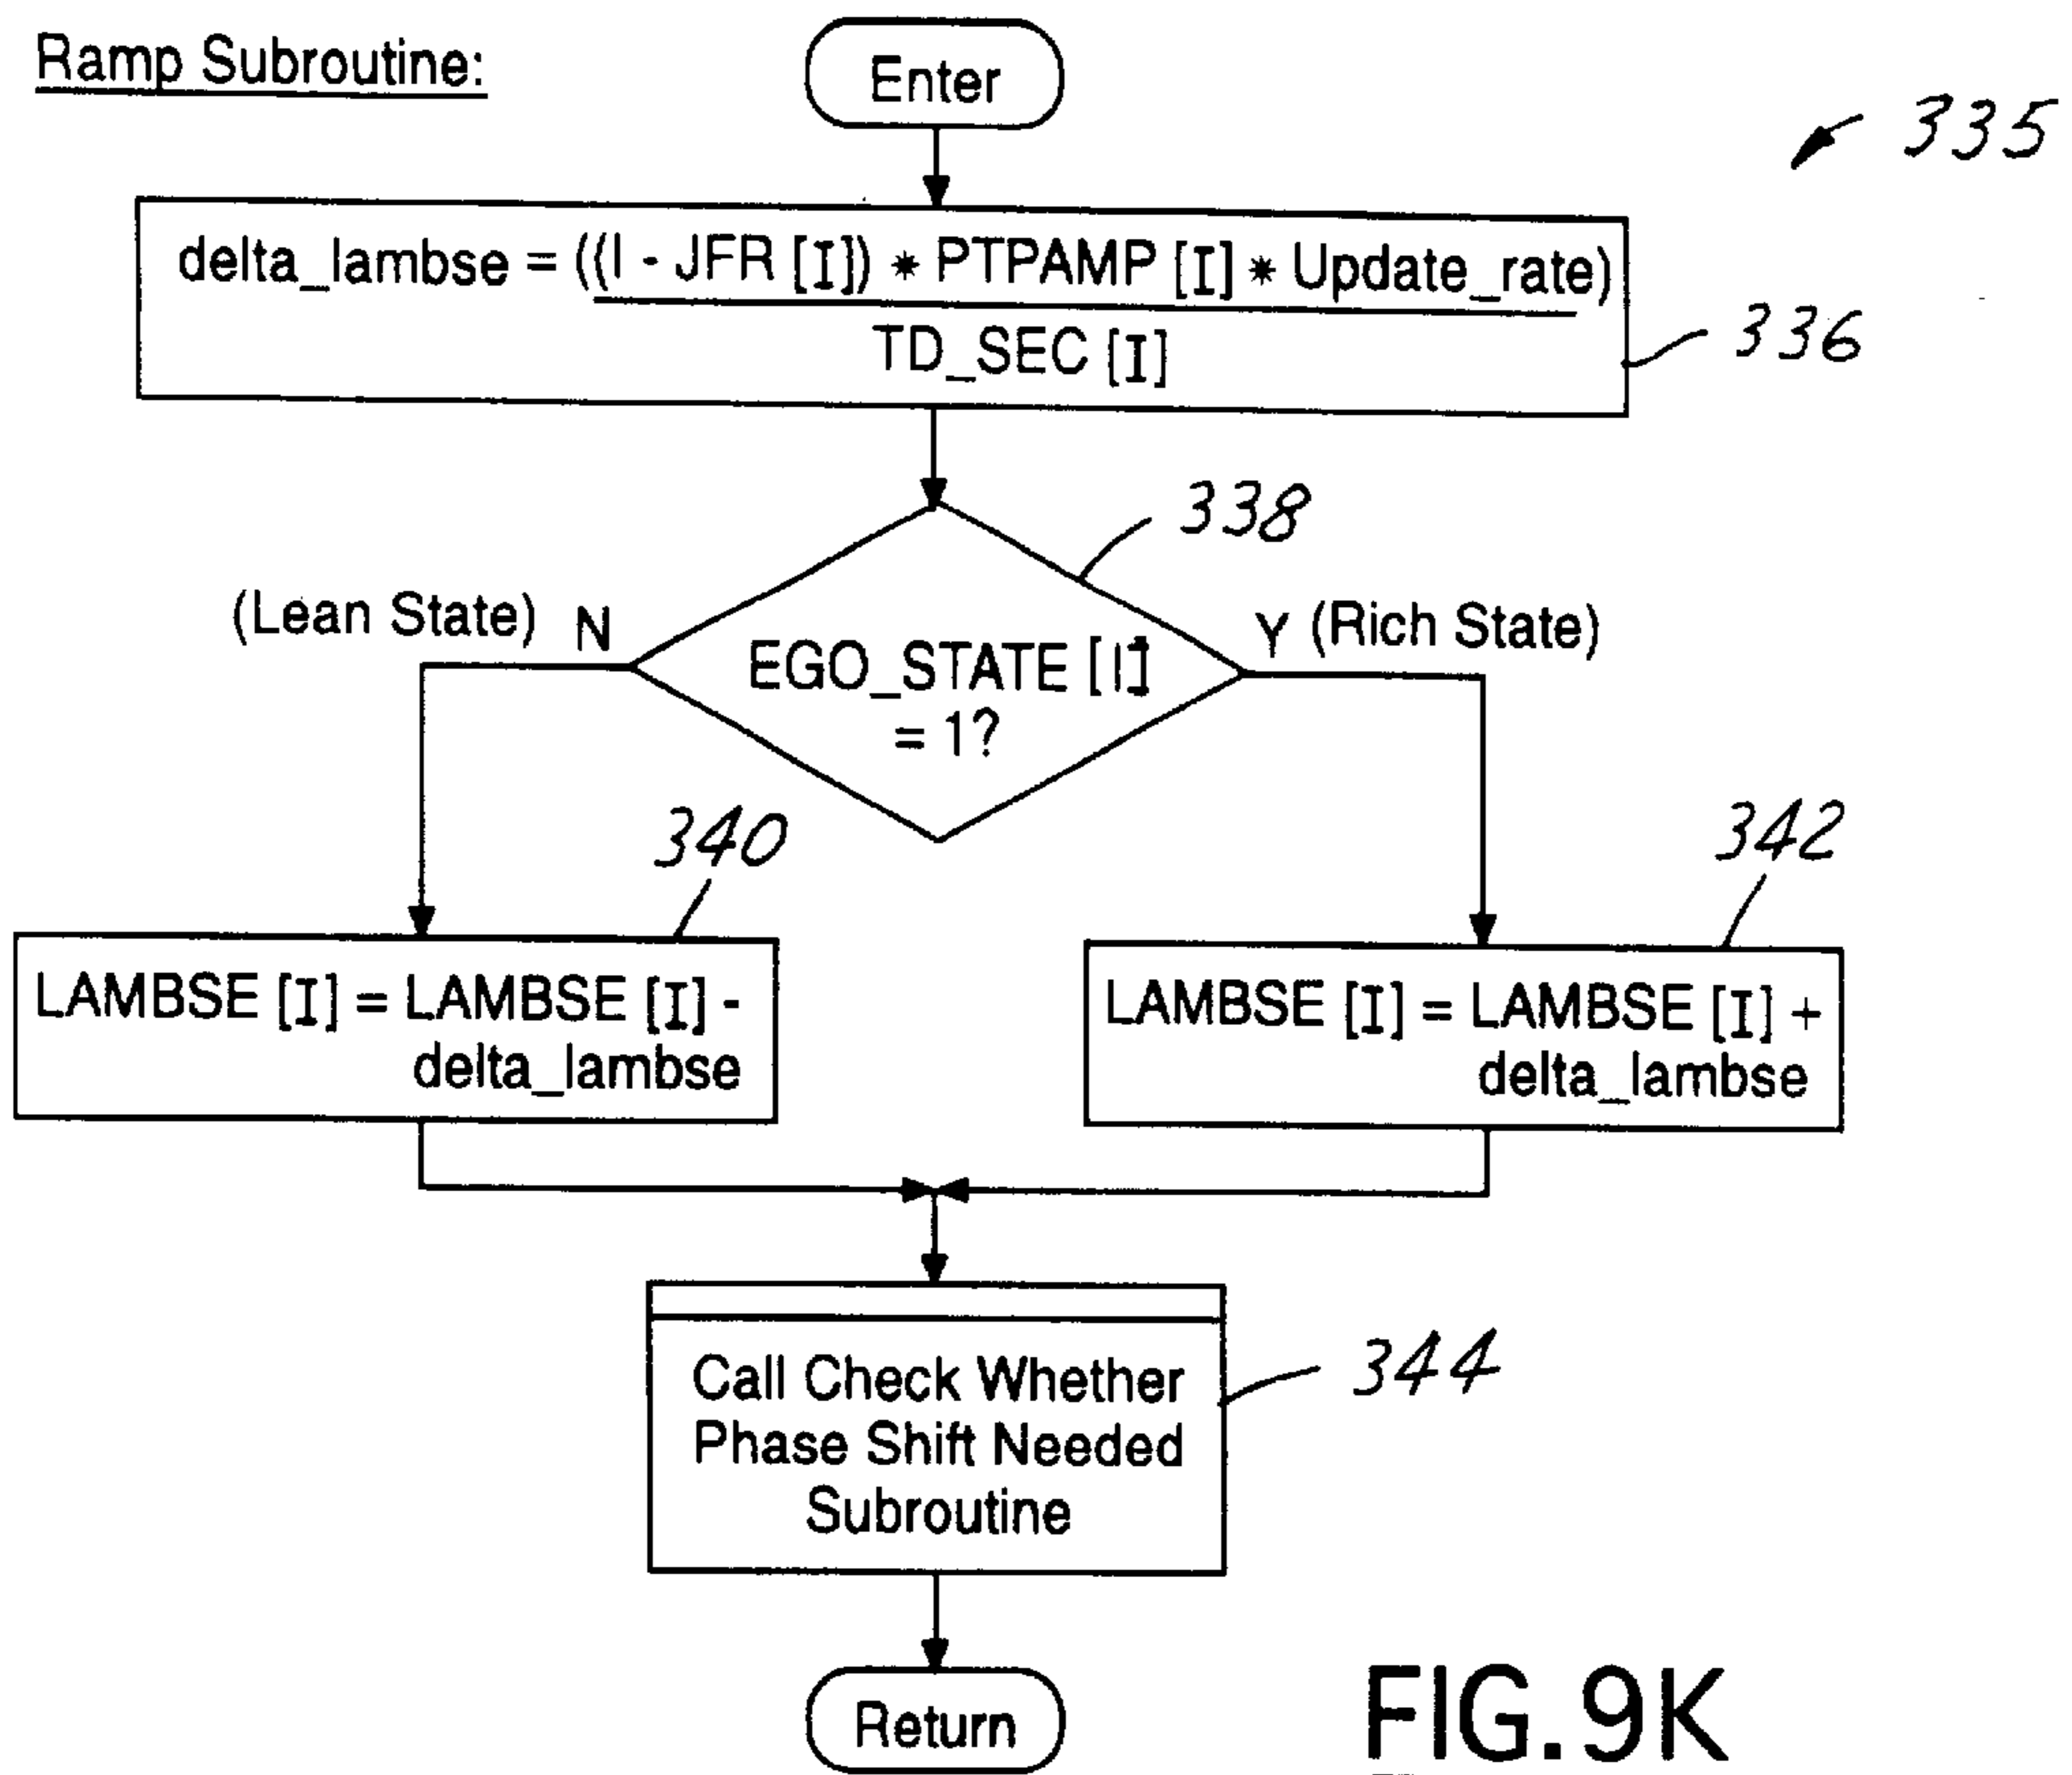 Ramp Subroutine:
Enter
335
delta_lambse = ((I - JFR [I]) * PTPAMP [I] * Update_rate)
TD_SEC [I]
336
338
(Lean State) N
Y (Rich State)
EGO_STATE [I]
= 1?
340
342
LAMBSE [I] = LAMBSE [I] -
delta_lambse
LAMBSE [I] = LAMBSE [I] +
delta_lambse
Call Check Whether
Phase Shift Needed
Subroutine
344
Return
FIG.9K